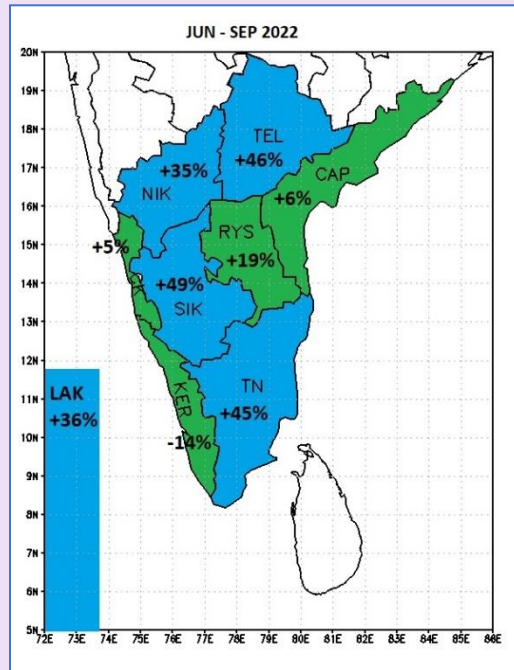 JUN - SEP 2022
20N
19N
18N
TEL
+35%
+46%
17N
CAP
NIK
+6%
16N
RYS
+5%
15N
+19%
+49%
14N
SIK
13N
12N
LAK
KER
TN
+36%
11N
+45%
10N
-14%
9N
8N
7N
6N
5N
72E 73E 74E 75E 76E 77E 78E 79E 80E 81E 82E 83E 84E 85E 86E